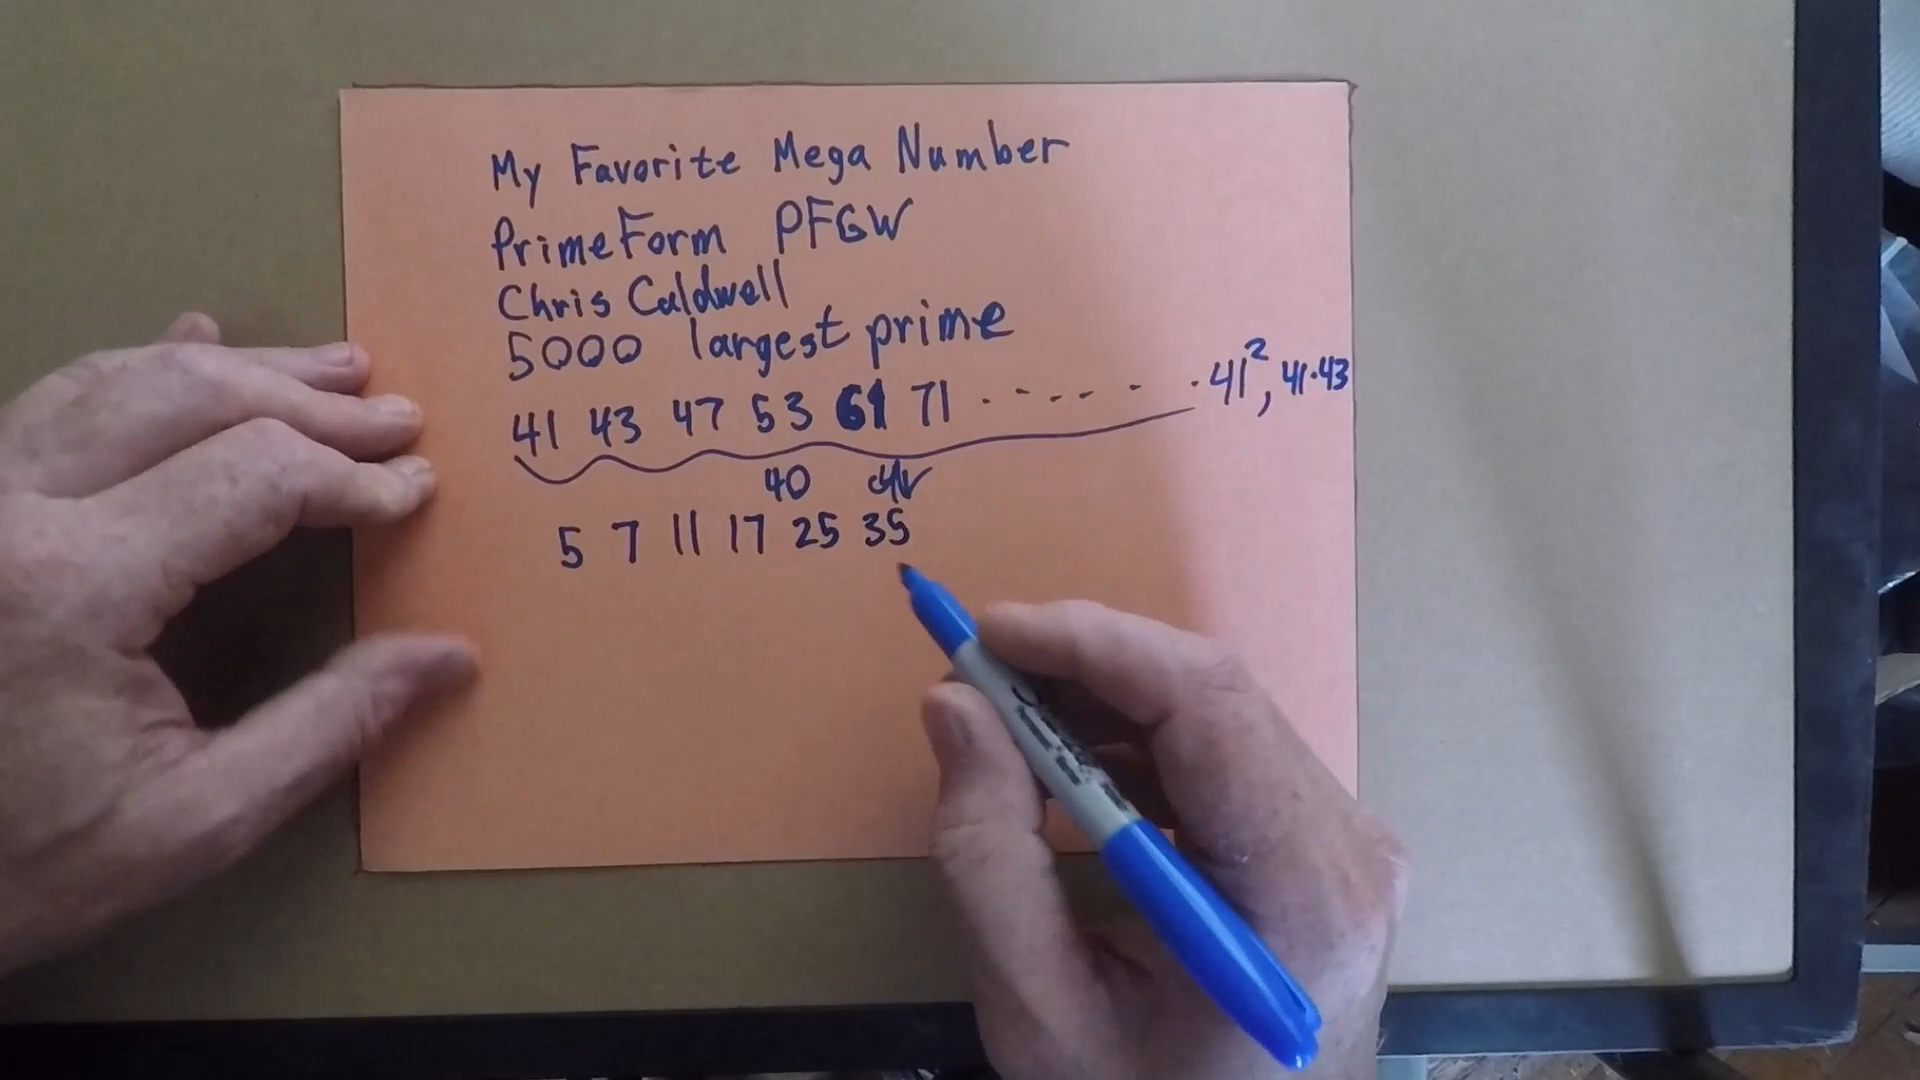 My Favorite Mega Number
PrimeForm PFGW
Chris Caldwell
5000 largest prime
41 43 47 53 61 71 . - . - - - . 41², 41·43
40
5 7 11 17 25 35